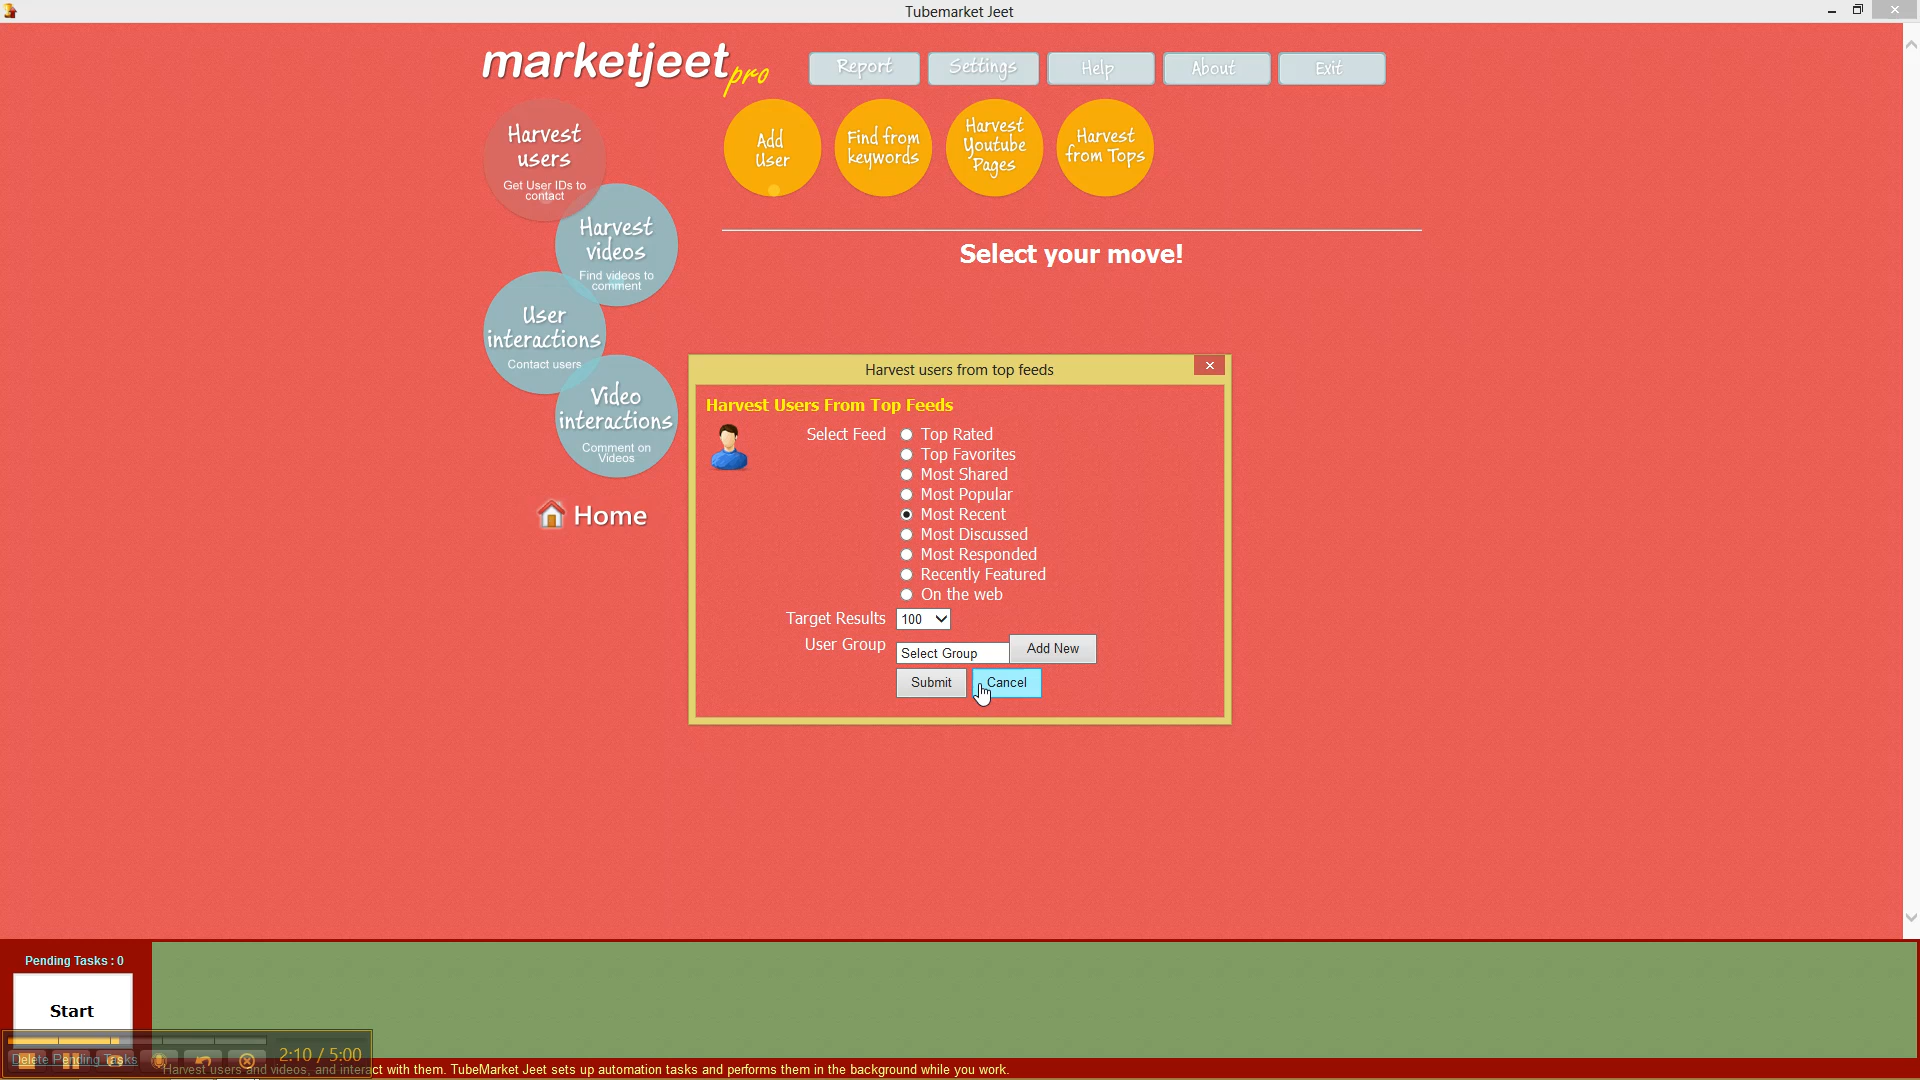 Tubemarket Jeet
marketjeet pro
Report
Settings
Help
About
Exit
Harvest
users
Get User IDs to
contact
Harvest
videos
Find videos to
comment
User
interactions
Contact users
Video
interactions
Comment on
Videos
Home
Add
User
Find from
keywords
Harvest
Youtube
Pages
Harvest
from Tops
Select your move!
Harvest users from top feeds
Harvest Users From Top Feeds
Select Feed
Top Rated
Top Favorites
Most Shared
Most Popular
Most Recent
Most Discussed
Most Responded
Recently Featured
On the web
Target Results 100
User Group Select Group Add New
Submit Cancel
Pending Tasks : 0
Start
Delete Pending Tasks
2:10 / 5:00
Harvest users and videos, and interact with them. TubeMarket Jeet sets up automation tasks and performs them in the background while you work.